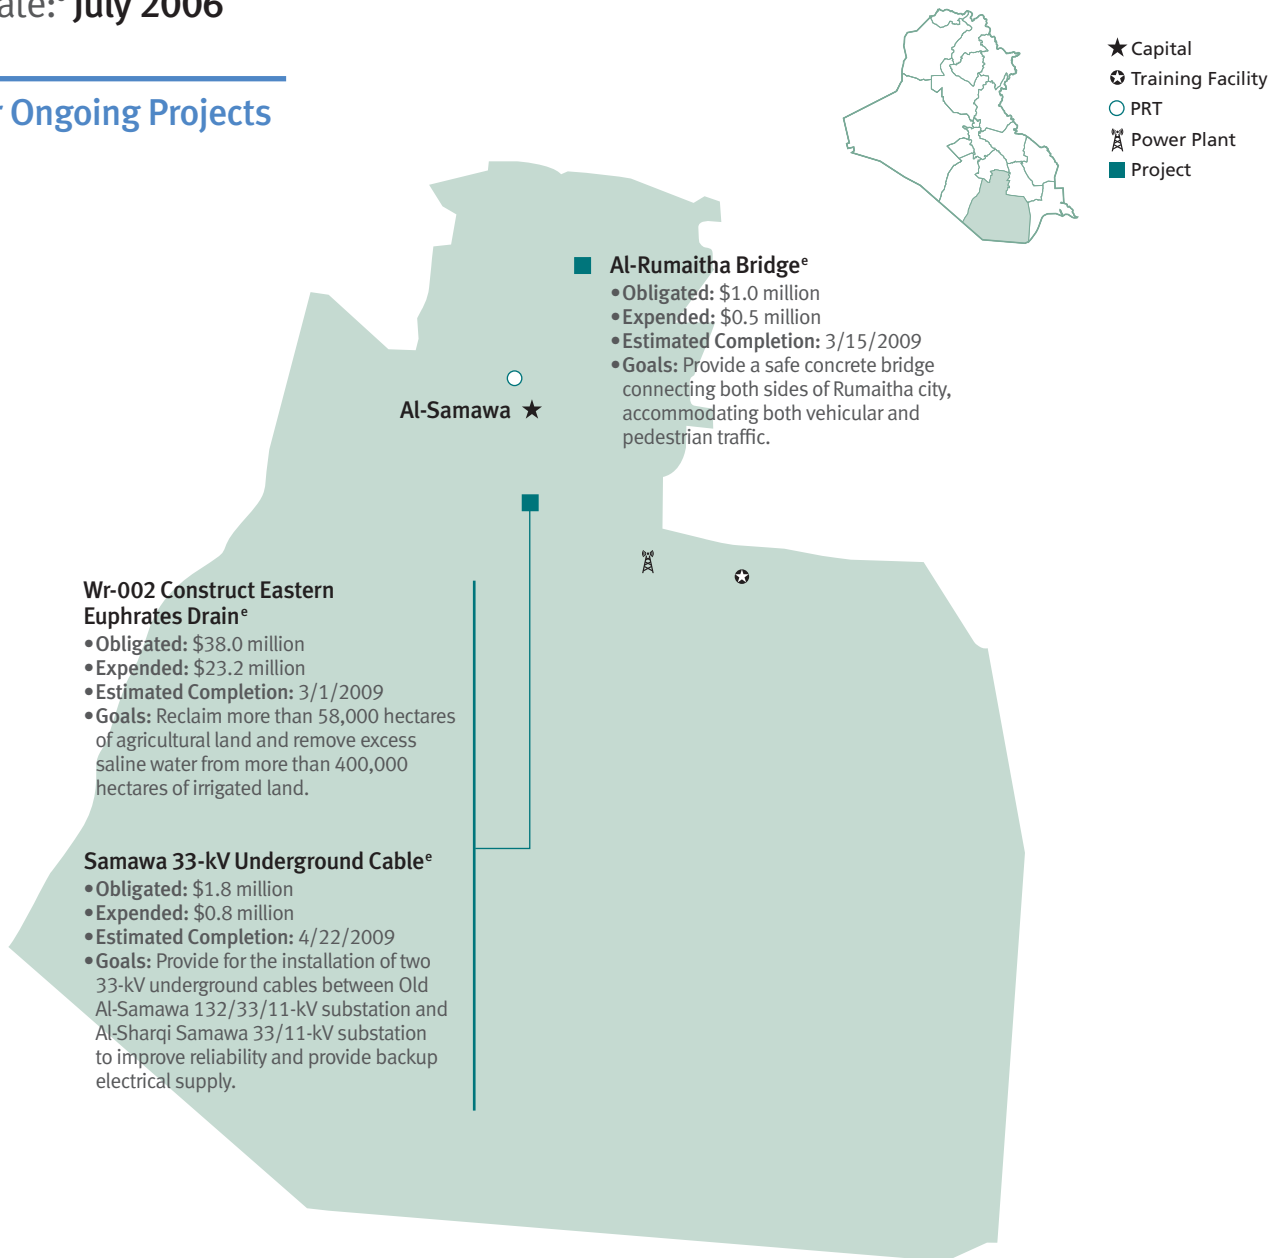 July 2006
Ongoing Projects
Capital
Training Facility
PRT
Power Plant
Project
Al-Rumaitha Bridgeᵉ
•Obligated: $1.0 million
•Expended: $0.5 million
•Estimated Completion: 3/15/2009
•Goals: Provide a safe concrete bridge
connecting both sides of Rumaitha city,
accommodating both vehicular and
pedestrian traffic.
Al-Samawa
Wr-002 Construct Eastern
Euphrates Drainᵉ
•Obligated: $38.0 million
•Expended: $23.2 million
•Estimated Completion: 3/1/2009
•Goals: Reclaim more than 58,000 hectares
of agricultural land and remove excess
saline water from more than 400,000
hectares of irrigated land.
Samawa 33-kV Underground Cableᵉ
•Obligated: $1.8 million
•Expended: $0.8 million
•Estimated Completion: 4/22/2009
•Goals: Provide for the installation of two
33-kV underground cables between Old
Al-Samawa 132/33/11-kV substation and
Al-Sharqi Samawa 33/11-kV substation
to improve reliability and provide backup
electrical supply.